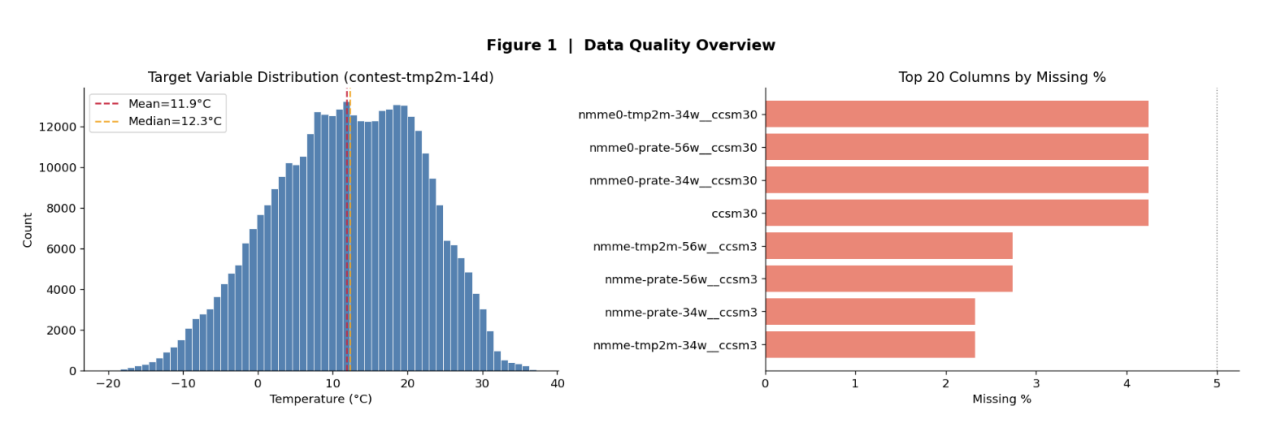 Figure 1 | Data Quality Overview
Target Variable Distribution (contest-tmp2m-14d)
Mean=11.9°C
Median=12.3°C
Count
12000
10000
8000
6000
4000
2000
0
−20 −10 0 10 20 30 40
Temperature (°C)
Top 20 Columns by Missing %
nmme0-tmp2m-34w__ccsm30
nmme0-prate-56w__ccsm30
nmme0-prate-34w__ccsm30
ccsm30
nmme-tmp2m-56w__ccsm3
nmme-prate-56w__ccsm3
nmme-prate-34w__ccsm3
nmme-tmp2m-34w__ccsm3
0 1 2 3 4 5
Missing %